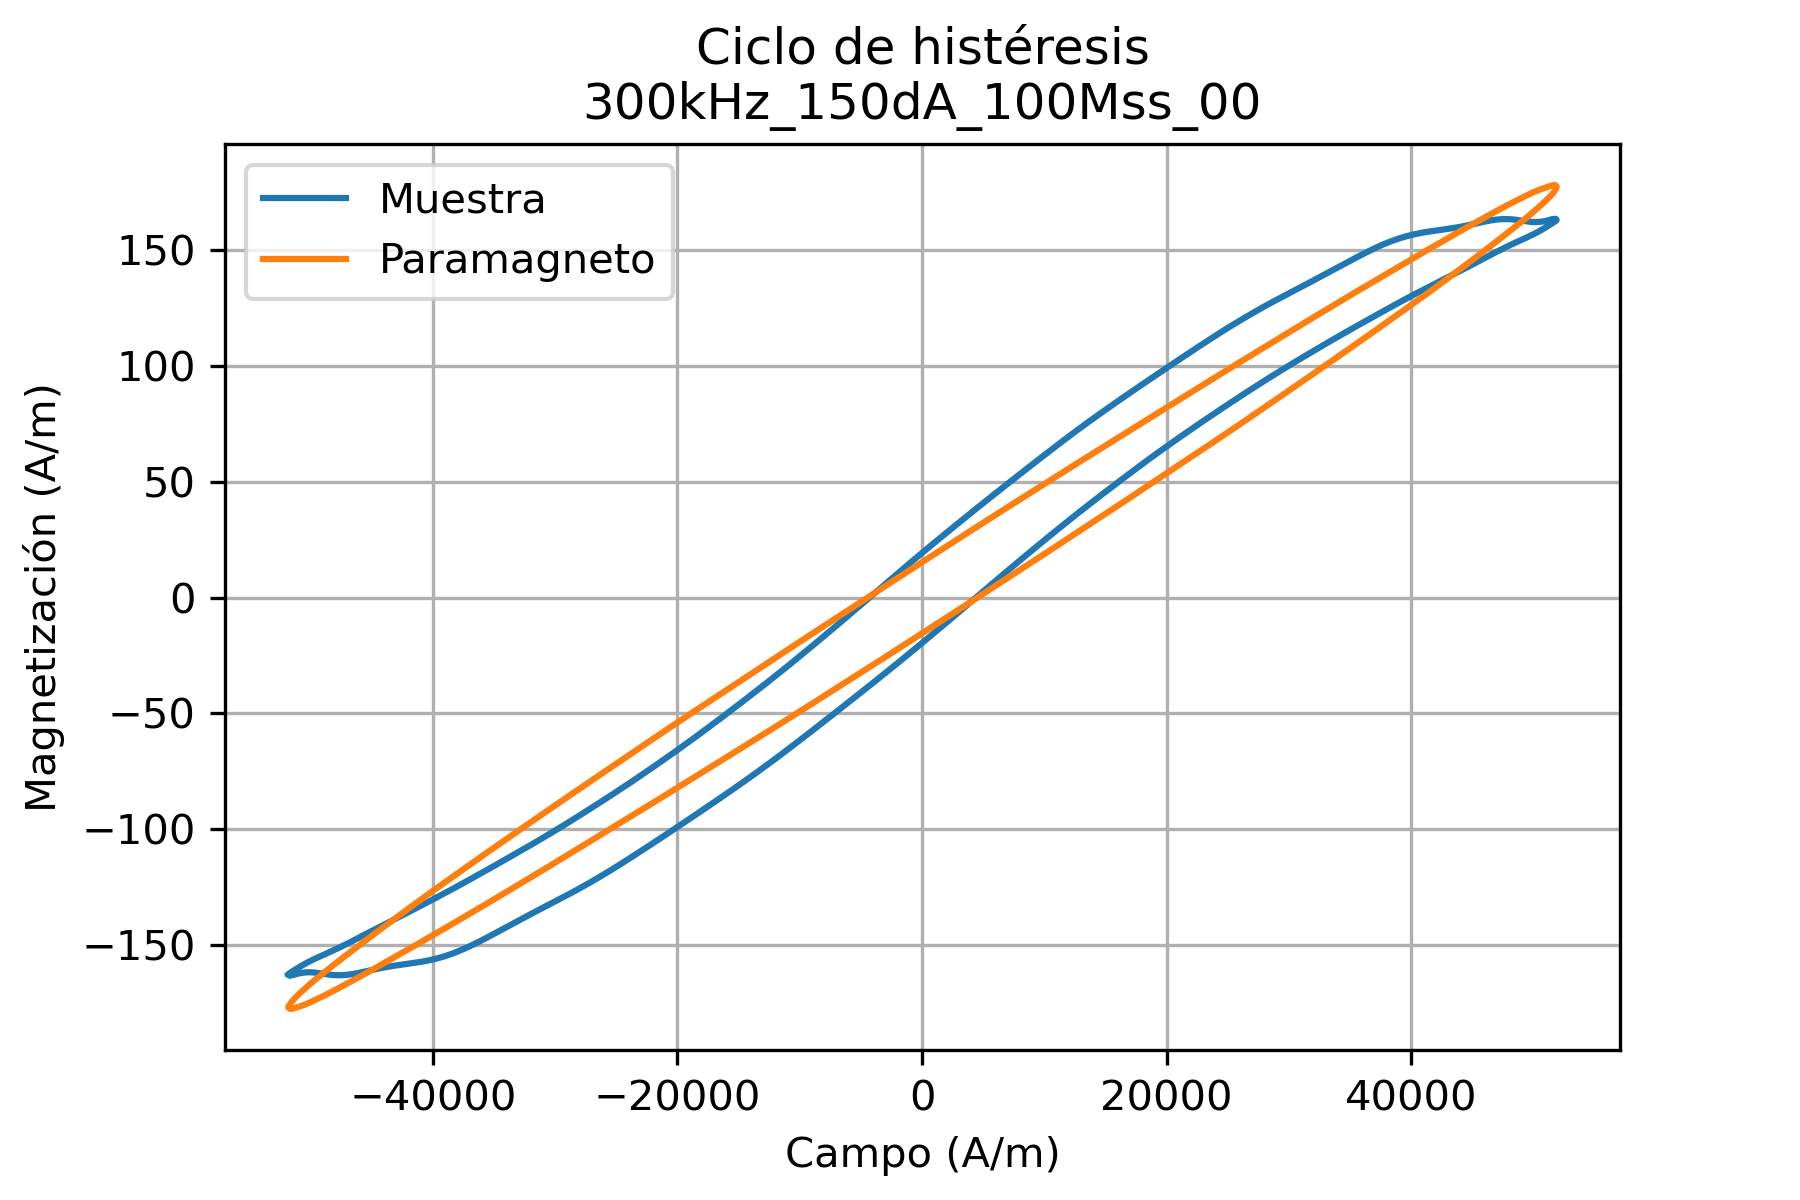 Ciclo de histéresis
300kHz_150dA_100Mss_00
Muestra
Paramagneto
Magnetización (A/m)
150
100
50
0
−50
−100
−150
−40000
−20000
0
20000
40000
Campo (A/m)